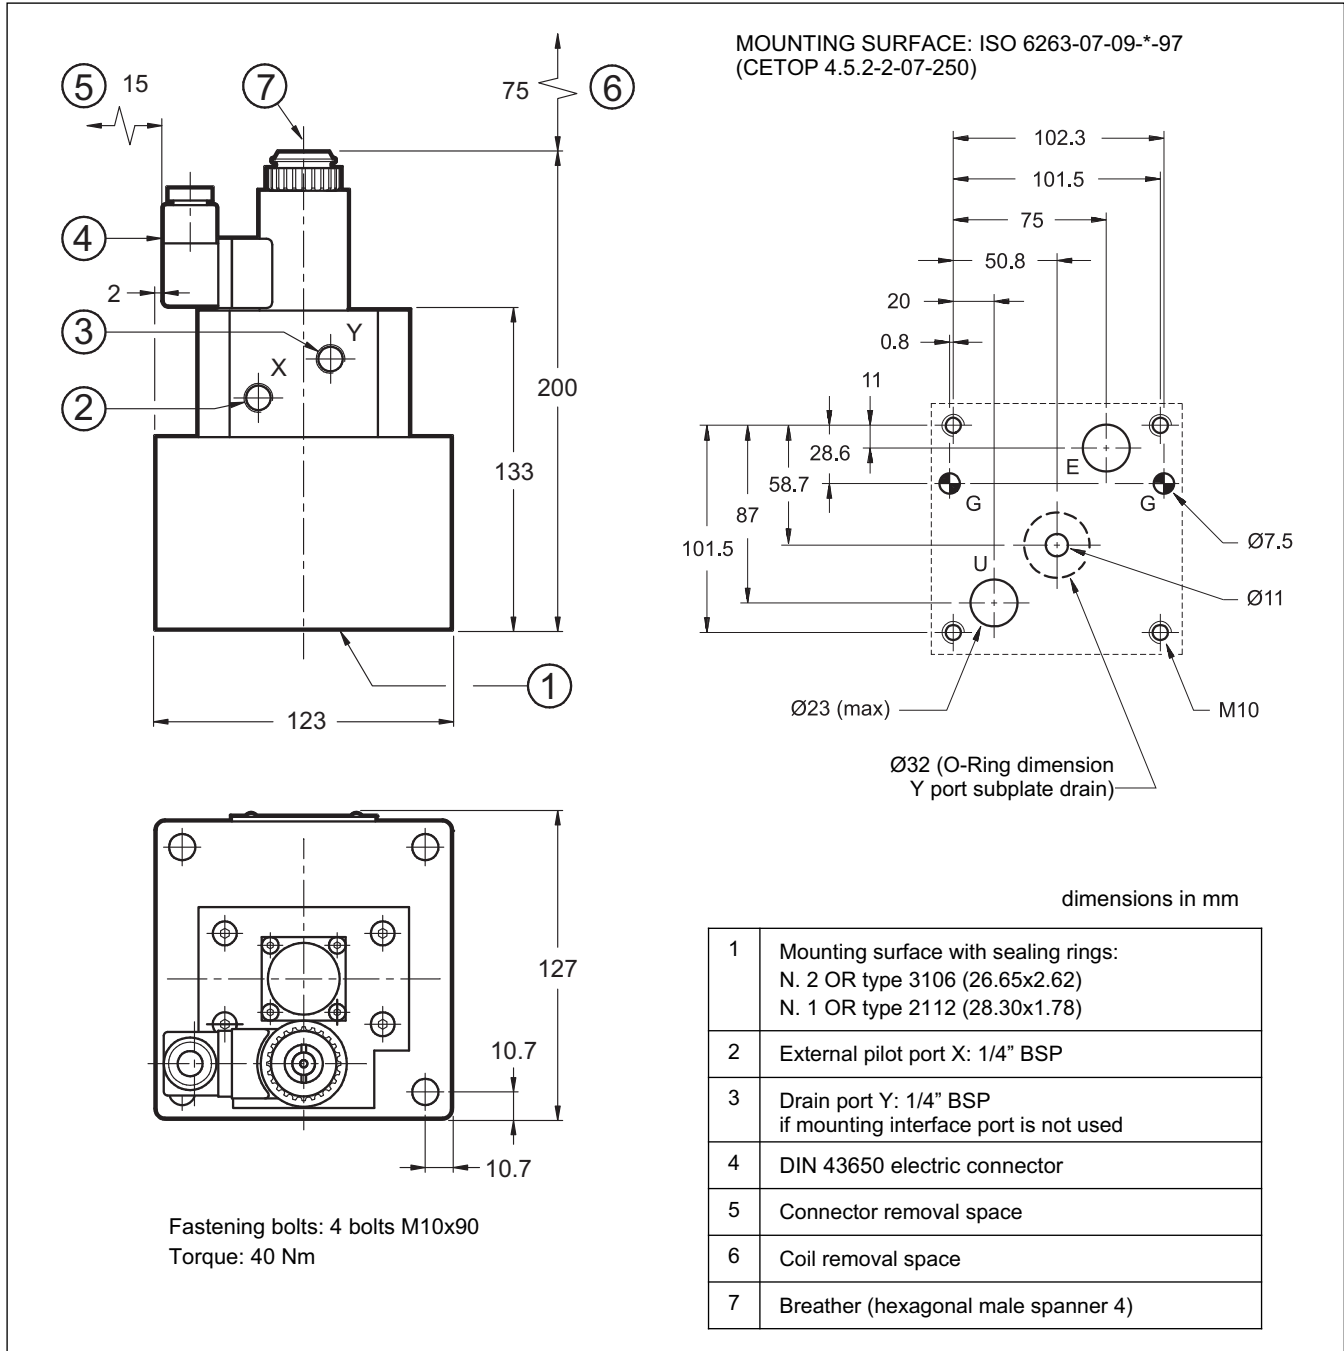 MOUNTING SURFACE: ISO 6263-07-09-*-97
(CETOP 4.5.2-2-07-250)
5
15
7
75
6
4
2
3
Y
X
2
200
133
1
123
102.3
101.5
75
50.8
20
0.8
11
28.6
58.7
87
101.5
E
G
G
U
Ø7.5
Ø11
Ø23 (max)
M10
Ø32 (O-Ring dimension
Y port subplate drain)
127
10.7
10.7
Fastening bolts: 4 bolts M10x90
Torque: 40 Nm
dimensions in mm
1
Mounting surface with sealing rings:
N. 2 OR type 3106 (26.65x2.62)
N. 1 OR type 2112 (28.30x1.78)
2
External pilot port X: 1/4” BSP
3
Drain port Y: 1/4” BSP
if mounting interface port is not used
4
DIN 43650 electric connector
5
Connector removal space
6
Coil removal space
7
Breather (hexagonal male spanner 4)